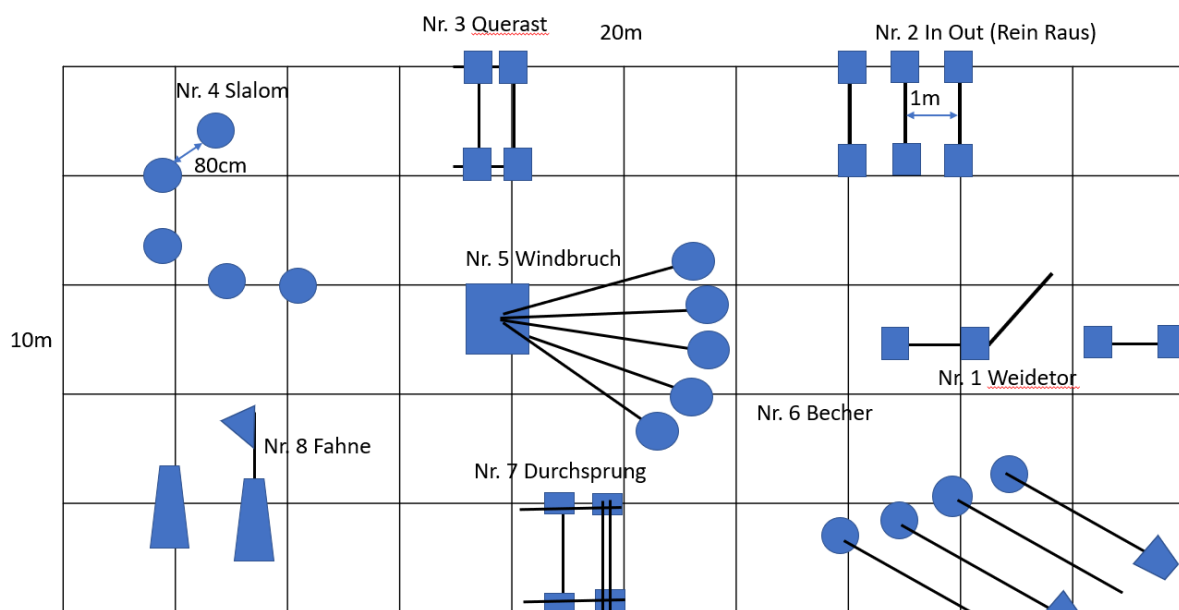 Nr. 3 Querast
20m
Nr. 2 In Out (Rein Raus)
Nr. 4 Slalom
1m
80cm
Nr. 5 Windbruch
10m
Nr. 1 Weidetor
Nr. 6 Becher
Nr. 8 Fahne
Nr. 7 Durchsprung